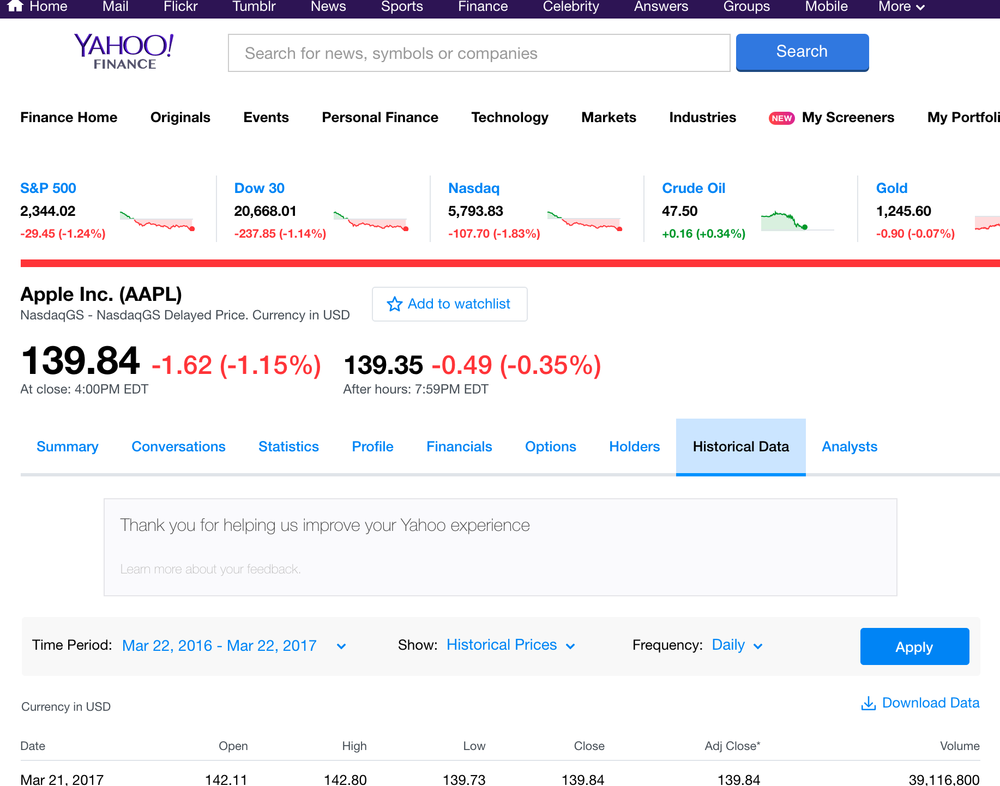 Home Mail Flickr Tumblr News Sports Finance Celebrity Answers Groups Mobile More
YAHOO!
FINANCE
Search for news, symbols or companies
Search
Finance Home Originals Events Personal Finance Technology Markets Industries NEW My Screeners My Portfoli
S&P 500 Dow 30 Nasdaq Crude Oil Gold
2,344.02 20,668.01 5,793.83 47.50 1,245.60
-29.45 (-1.24%) -237.85 (-1.14%) -107.70 (-1.83%) +0.16 (+0.34%) -0.90 (-0.07%)
Apple Inc. (AAPL)
NasdaqGS - NasdaqGS Delayed Price. Currency in USD
Add to watchlist
139.84 -1.62 (-1.15%) 139.35 -0.49 (-0.35%)
At close: 4:00PM EDT After hours: 7:59PM EDT
Summary Conversations Statistics Profile Financials Options Holders Historical Data Analysts
Thank you for helping us improve your Yahoo experience
Learn more about your feedback.
Time Period: Mar 22, 2016 - Mar 22, 2017 Show: Historical Prices Frequency: Daily Apply
Currency in USD Download Data
Date Open High Low Close Adj Close* Volume
Mar 21, 2017 142.11 142.80 139.73 139.84 139.84 39,116,800